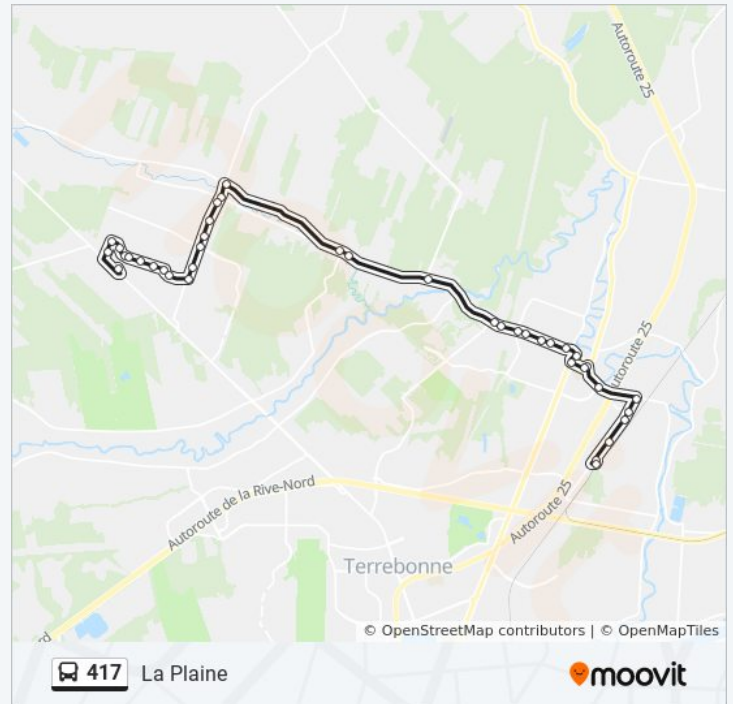 Autoroute 25
Autoroute 25
Autoroute de la Rive-Nord
Autoroute 25
Terrebonne
rd
© OpenStreetMap contributors | © OpenMapTiles
417 La Plaine
moovit